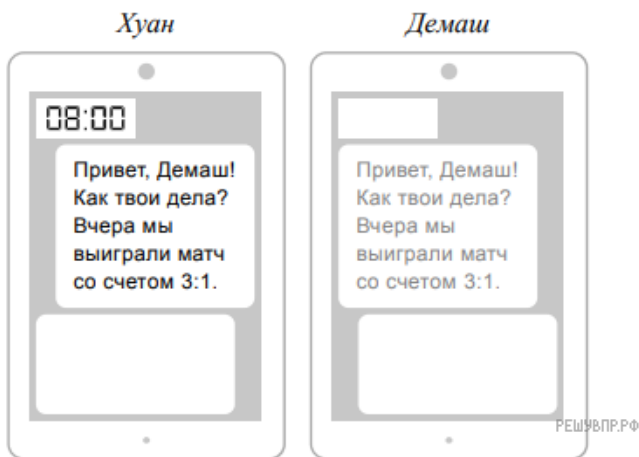 Хуан
Демаш
08:00
Привет, Демаш!
Как твои дела?
Вчера мы
выиграли матч
со счетом 3:1.
Привет, Демаш!
Как твои дела?
Вчера мы
выиграли матч
со счетом 3:1.
РЕШУВПР.РФ